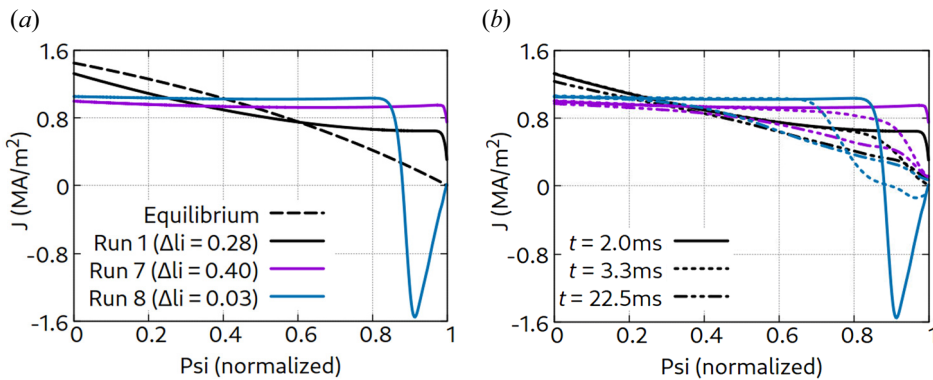 (a)
1.6
0.8
0
-0.8
-1.6
J (MA/m²)
Equilibrium
Run 1 (Δli = 0.28)
Run 7 (Δli = 0.40)
Run 8 (Δli = 0.03)
0 0.2 0.4 0.6 0.8 1
Psi (normalized)
(b)
1.6
0.8
0
-0.8
-1.6
J (MA/m²)
t = 2.0ms
t = 3.3ms
t = 22.5ms
0 0.2 0.4 0.6 0.8 1
Psi (normalized)